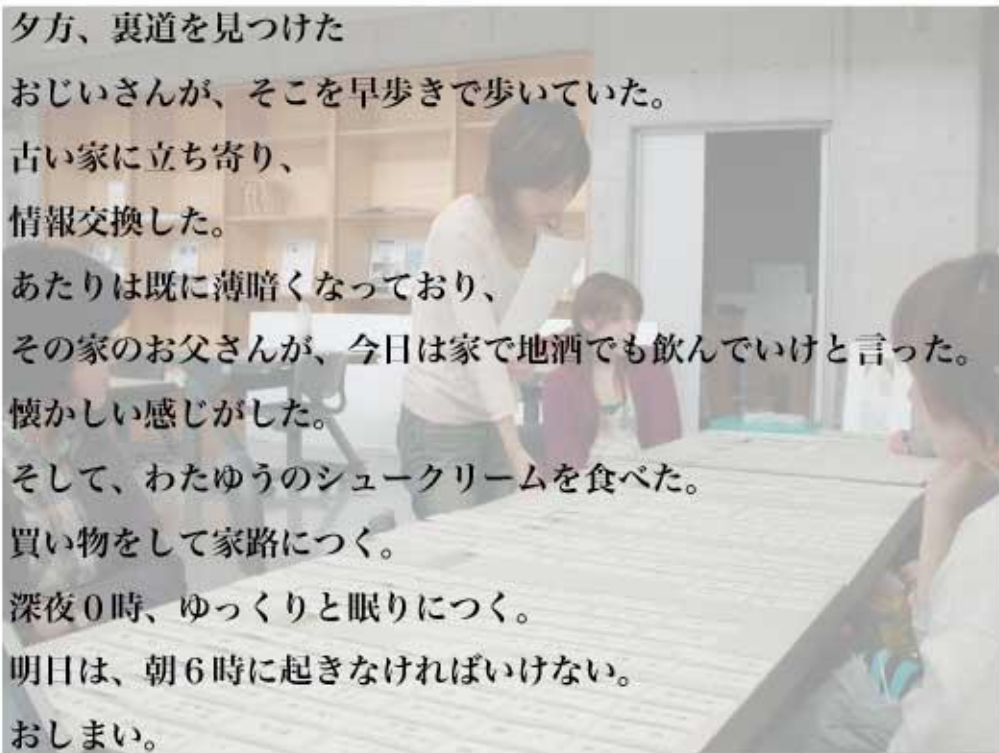 夕方、裏道を見つけた
おじいさんが、そこを早歩きで歩いていた。
古い家に立ち寄り、
情報交換した。
あたりは既に薄暗くなっており、
その家のお父さんが、今日は家で地酒でも飲んでいけと言った。
懐かしい感じがした。
そして、わたゆうのシュークリームを食べた。
買い物をして家路につく。
深夜０時、ゆっくりと眠りにつく。
明日は、朝６時に起きなければいけない。
おしまい。